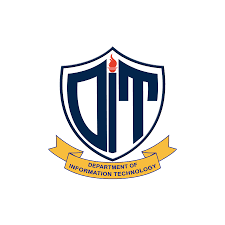 DIT
DEPARTMENT OF
INFORMATION TECHNOLOGY